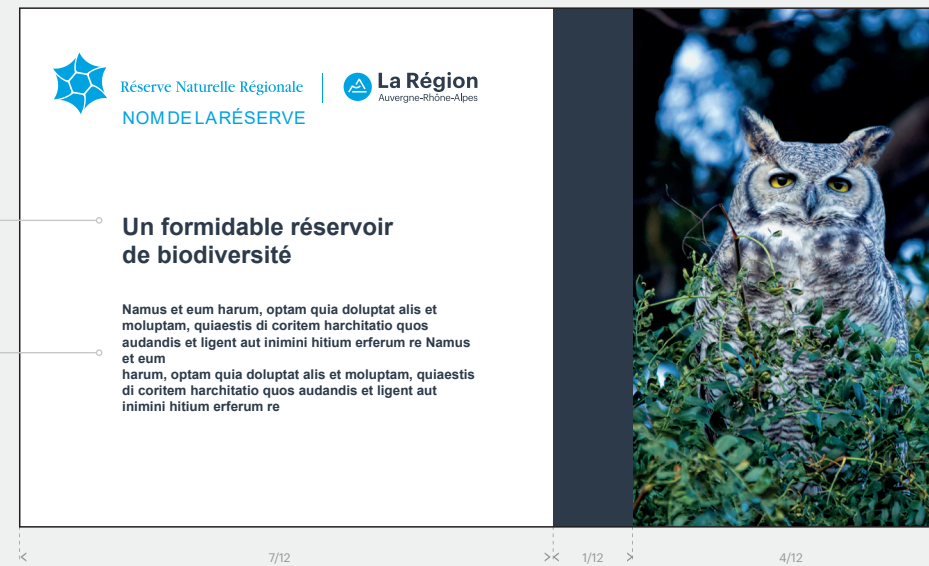 Réserve Naturelle Régionale
NOM DE LA RÉSERVE
La Région
Auvergne-Rhône-Alpes
Un formidable réservoir
de biodiversité
Namus et eum harum, optam quia doluptat alis et
moluptam, quiaestis di coritem harchitatio quos
audandis et ligent aut inimini hitium erferum re Namus
et eum
harum, optam quia doluptat alis et moluptam, quiaestis
di coritem harchitatio quos audandis et ligent aut
inimini hitium erferum re
7/12
1/12
4/12